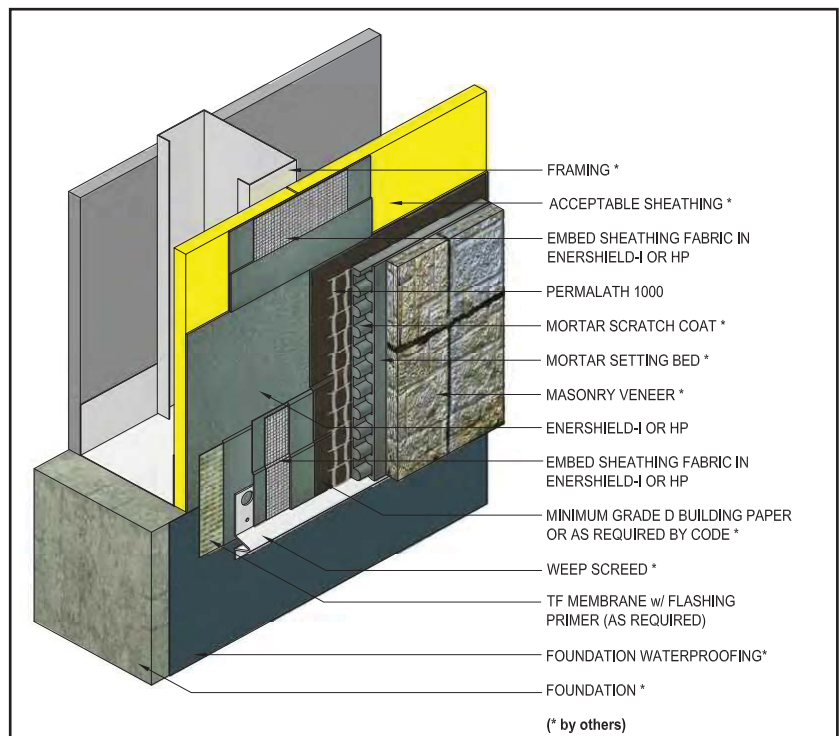 FRAMING *
ACCEPTABLE SHEATHING *
EMBED SHEATHING FABRIC IN
ENERSHIELD-I OR HP
PERMALATH 1000
MORTAR SCRATCH COAT *
MORTAR SETTING BED *
MASONRY VENEER *
ENERSHIELD-I OR HP
EMBED SHEATHING FABRIC IN
ENERSHIELD-I OR HP
MINIMUM GRADE D BUILDING PAPER
OR AS REQUIRED BY CODE *
WEEP SCREED *
TF MEMBRANE w/ FLASHING
PRIMER (AS REQUIRED)
FOUNDATION WATERPROOFING*
FOUNDATION *
(* by others)